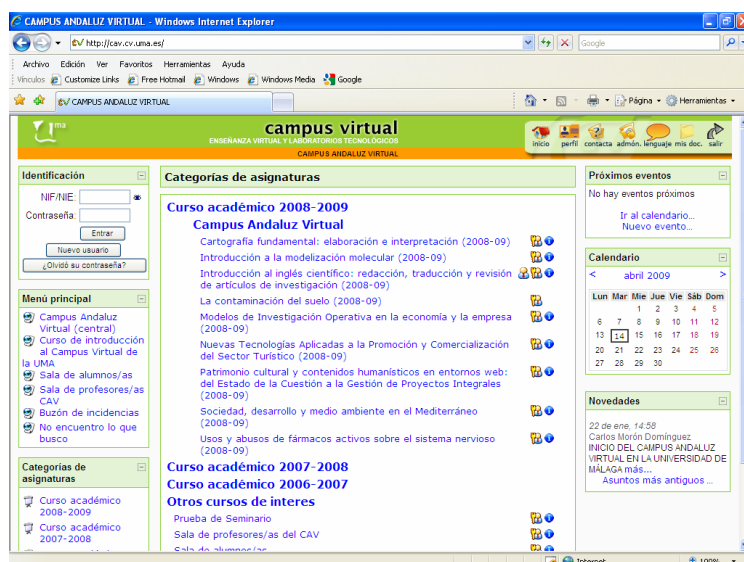 CAMPUS ANDALUZ VIRTUAL - Windows Internet Explorer
http://cav.cv.uma.es/
Google
Archivo Edición Ver Favoritos Herramientas Ayuda
Vínculos Customize Links Free Hotmail Windows Windows Media Google
CAMPUS ANDALUZ VIRTUAL
Página Herramientas
uma
campus virtual
ENSEÑANZA VIRTUAL Y LABORATORIOS TECNOLÓGICOS
CAMPUS ANDALUZ VIRTUAL
inicio perfil contacta admón. lenguaje mis doc. salir
Identificación
NIF/NIE:
Contraseña:
Entrar
Nuevo usuario
¿Olvidó su contraseña?
Menú principal
Campus Andaluz
Virtual (central)
Curso de introducción
al Campus Virtual de
la UMA
Sala de alumnos/as
Sala de profesores/as
CAV
Buzón de incidencias
No encuentro lo que
busco
Categorías de
asignaturas
Curso académico
2008-2009
Curso académico
2007-2008
Categorías de asignaturas
Curso académico 2008-2009
Campus Andaluz Virtual
Cartografía fundamental: elaboración e interpretación (2008-09)
Introducción a la modelización molecular (2008-09)
Introducción al inglés científico: redacción, traducción y revisión
de artículos de investigación (2008-09)
La contaminación del suelo (2008-09)
Modelos de Investigación Operativa en la economía y la empresa
(2008-09)
Nuevas Tecnologías Aplicadas a la Promoción y Comercialización
del Sector Turístico (2008-09)
Patrimonio cultural y contenidos humanísticos en entornos web:
del Estado de la Cuestión a la Gestión de Proyectos Integrales
(2008-09)
Sociedad, desarrollo y medio ambiente en el Mediterráneo
(2008-09)
Usos y abusos de fármacos activos sobre el sistema nervioso
(2008-09)
Curso académico 2007-2008
Curso académico 2006-2007
Otros cursos de interes
Prueba de Seminario
Sala de profesores/as del CAV
Sala de alumnos/as
Próximos eventos
No hay eventos próximos
Ir al calendario...
Nuevo evento...
Calendario
< abril 2009 >
Lun Mar Mie Jue Vie Sáb Dom
1 2 3 4 5
6 7 8 9 10 11 12
13 14 15 16 17 18 19
20 21 22 23 24 25 26
27 28 29 30
Novedades
22 de ene, 14:58
Carlos Morón Domínguez
INICIO DEL CAMPUS ANDALUZ
VIRTUAL EN LA UNIVERSIDAD DE
MÁLAGA más...
Asuntos más antiguos ...
Internet 100%